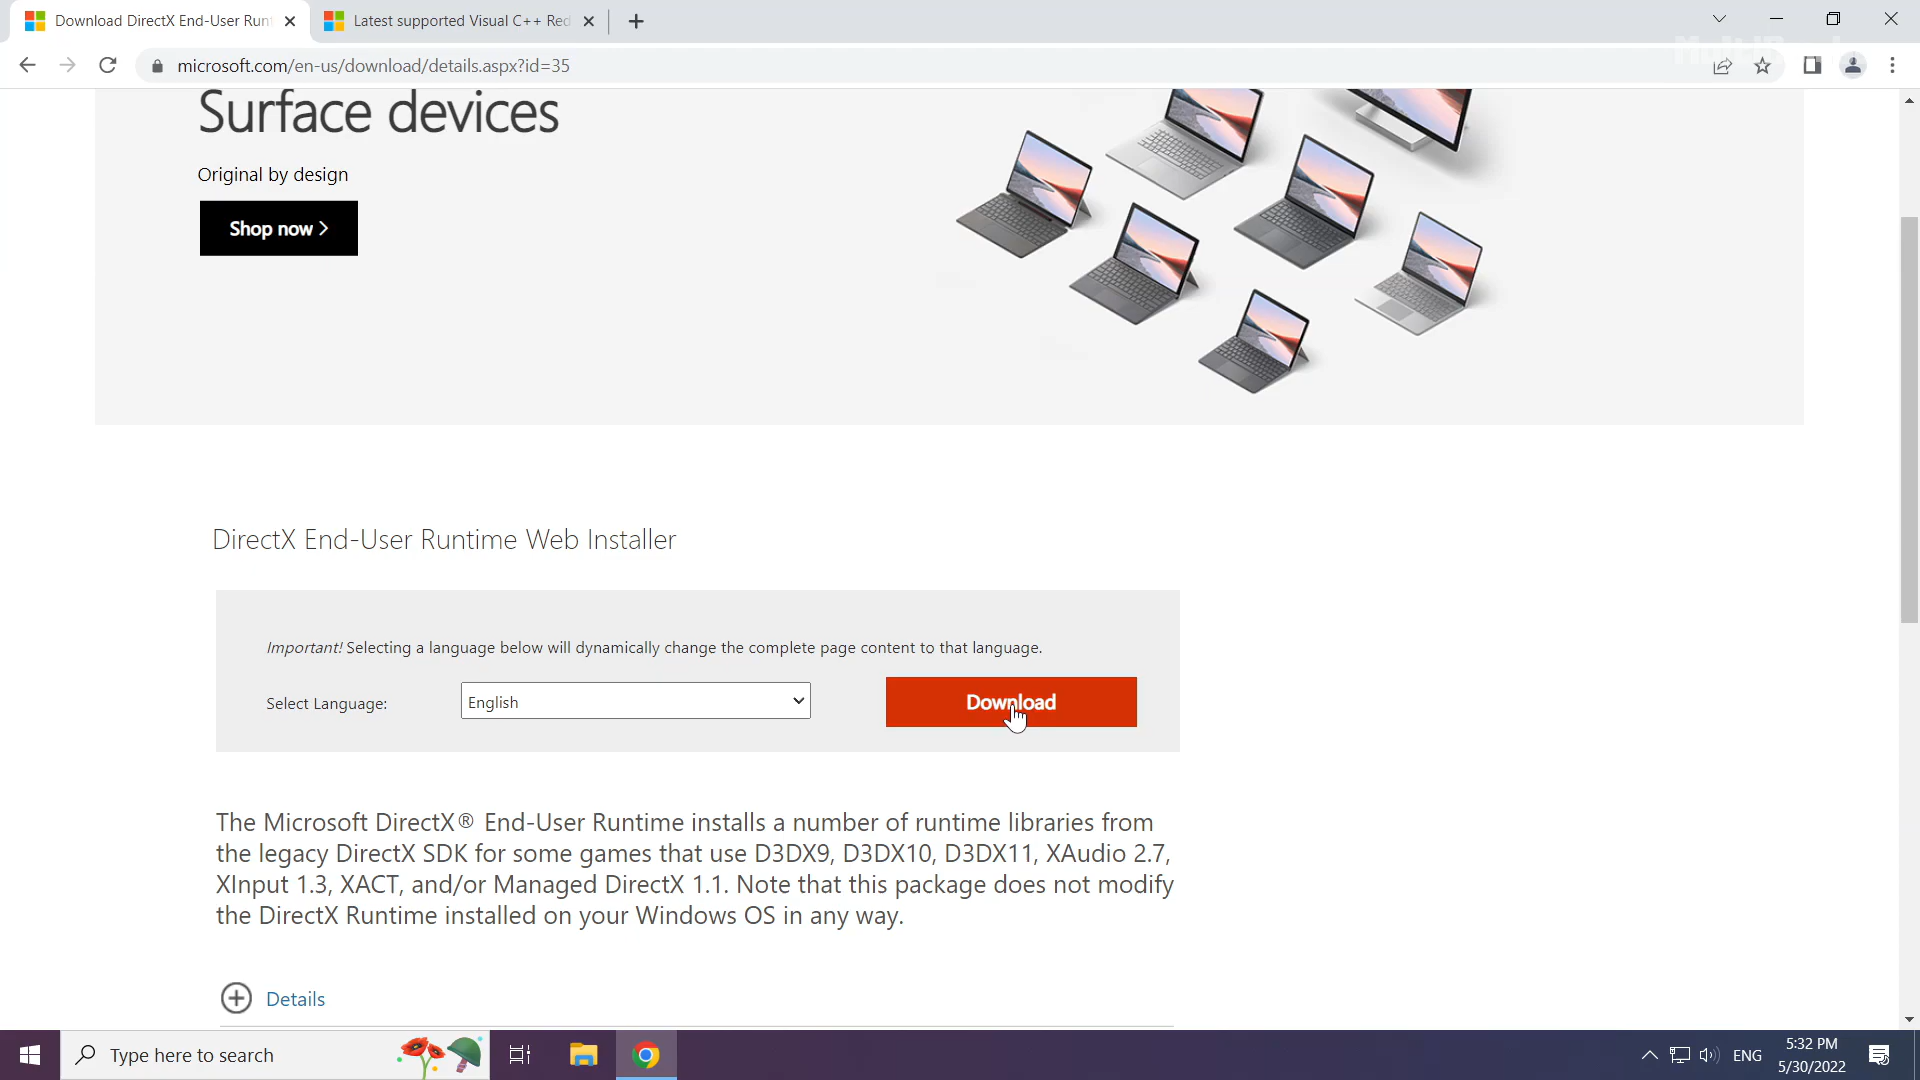 Download DirectX End-User Runt
Latest supported Visual C++ Red
microsoft.com/en-us/download/details.aspx?id=35
Surface devices
Original by design
Shop now >
DirectX End-User Runtime Web Installer
Important! Selecting a language below will dynamically change the complete page content to that language.
Select Language:
English
Download
The Microsoft DirectX® End-User Runtime installs a number of runtime libraries from
the legacy DirectX SDK for some games that use D3DX9, D3DX10, D3DX11, XAudio 2.7,
XInput 1.3, XACT, and/or Managed DirectX 1.1. Note that this package does not modify
the DirectX Runtime installed on your Windows OS in any way.
Details
Type here to search
ENG
5:32 PM
5/30/2022